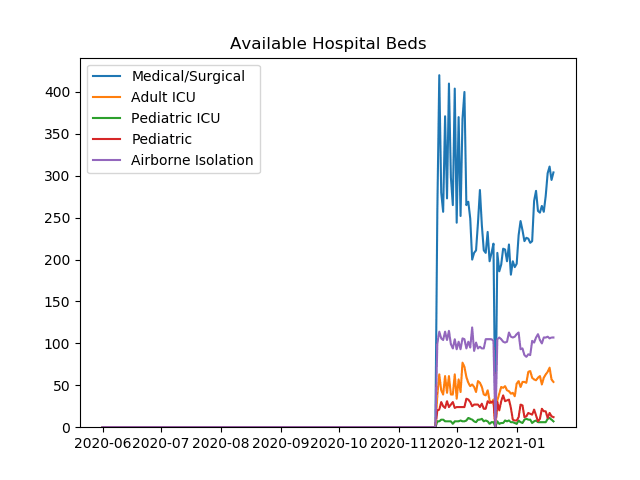 Available Hospital Beds
Medical/Surgical
Adult ICU
Pediatric ICU
Pediatric
Airborne Isolation
400
350
300
250
200
150
100
50
0
2020-06 2020-07 2020-08 2020-09 2020-10 2020-11 2020-12 2021-01